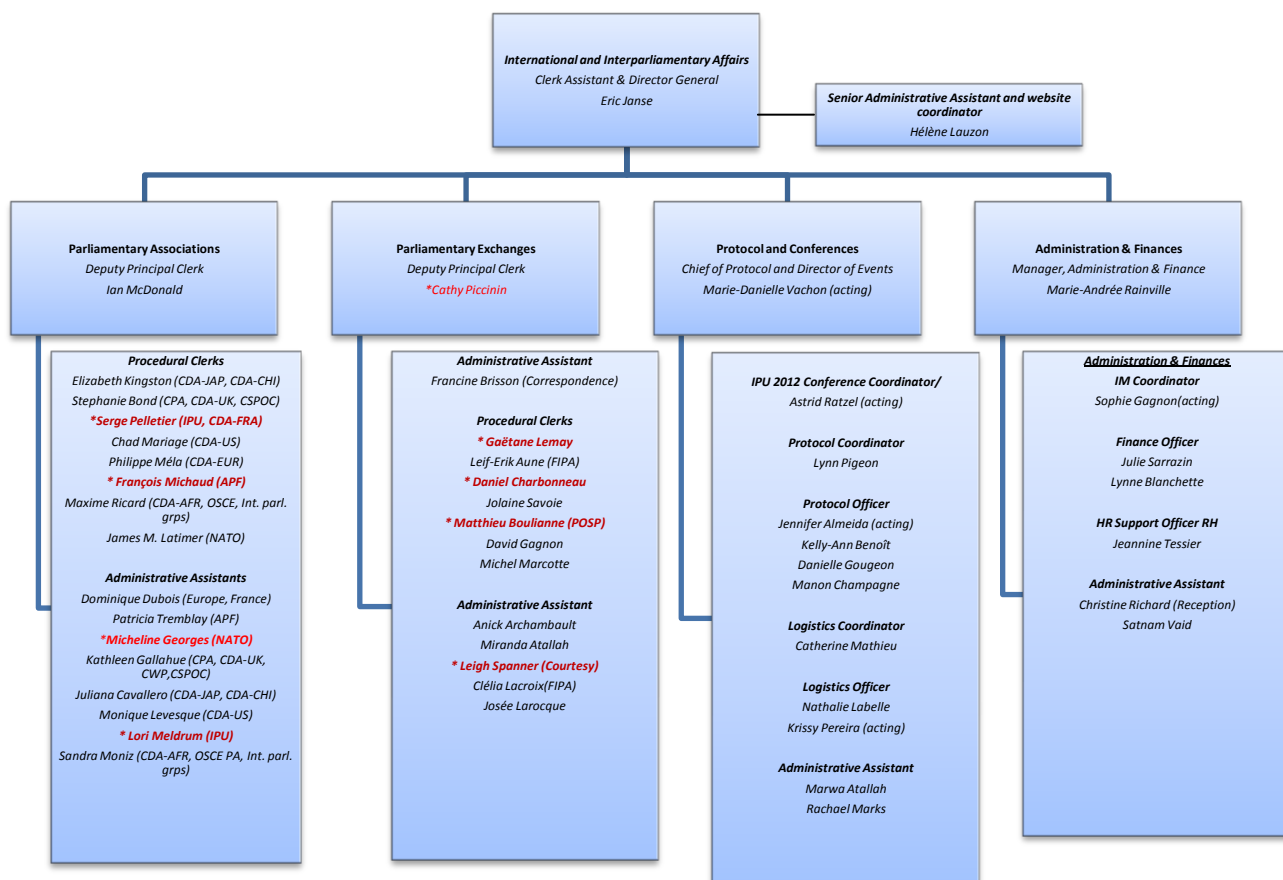 International and Interparliamentary Affairs
Clerk Assistant & Director General
Eric Janse
Senior Administrative Assistant and website
coordinator
Hélène Lauzon
Parliamentary Associations
Deputy Principal Clerk
Ian McDonald
Parliamentary Exchanges
Deputy Principal Clerk
*Cathy Piccinin
Protocol and Conferences
Chief of Protocol and Director of Events
Marie-Danielle Vachon (acting)
Administration & Finances
Manager, Administration & Finance
Marie-Andrée Rainville
Procedural Clerks
Elizabeth Kingston (CDA-JAP, CDA-CHI)
Stephanie Bond (CPA, CDA-UK, CSPOC)
*Serge Pelletier (IPU, CDA-FRA)
Chad Mariage (CDA-US)
Philippe Méla (CDA-EUR)
* François Michaud (APF)
Maxime Ricard (CDA-AFR, OSCE, Int. parl.
grps)
James M. Latimer (NATO)
Administrative Assistants
Dominique Dubois (Europe, France)
Patricia Tremblay (APF)
*Micheline Georges (NATO)
Kathleen Gallahue (CPA, CDA-UK,
CWP,CSPOC)
Juliana Cavallero (CDA-JAP, CDA-CHI)
Monique Levesque (CDA-US)
* Lori Meldrum (IPU)
Sandra Moniz (CDA-AFR, OSCE PA, Int. parl.
grps)
Administrative Assistant
Francine Brisson (Correspondence)
Procedural Clerks
* Gaëtane Lemay
Leif-Erik Aune (FIPA)
* Daniel Charbonneau
Jolaine Savoie
* Matthieu Boulianne (POSP)
David Gagnon
Michel Marcotte
Administrative Assistant
Anick Archambault
Miranda Atallah
* Leigh Spanner (Courtesy)
Clélia Lacroix(FIPA)
Josée Larocque
IPU 2012 Conference Coordinator/
Astrid Ratzel (acting)
Protocol Coordinator
Lynn Pigeon
Protocol Officer
Jennifer Almeida (acting)
Kelly-Ann Benoît
Danielle Gougeon
Manon Champagne
Logistics Coordinator
Catherine Mathieu
Logistics Officer
Nathalie Labelle
Krissy Pereira (acting)
Administrative Assistant
Marwa Atallah
Rachael Marks
Administration & Finances
IM Coordinator
Sophie Gagnon(acting)
Finance Officer
Julie Sarrazin
Lynne Blanchette
HR Support Officer RH
Jeannine Tessier
Administrative Assistant
Christine Richard (Reception)
Satnam Vaid